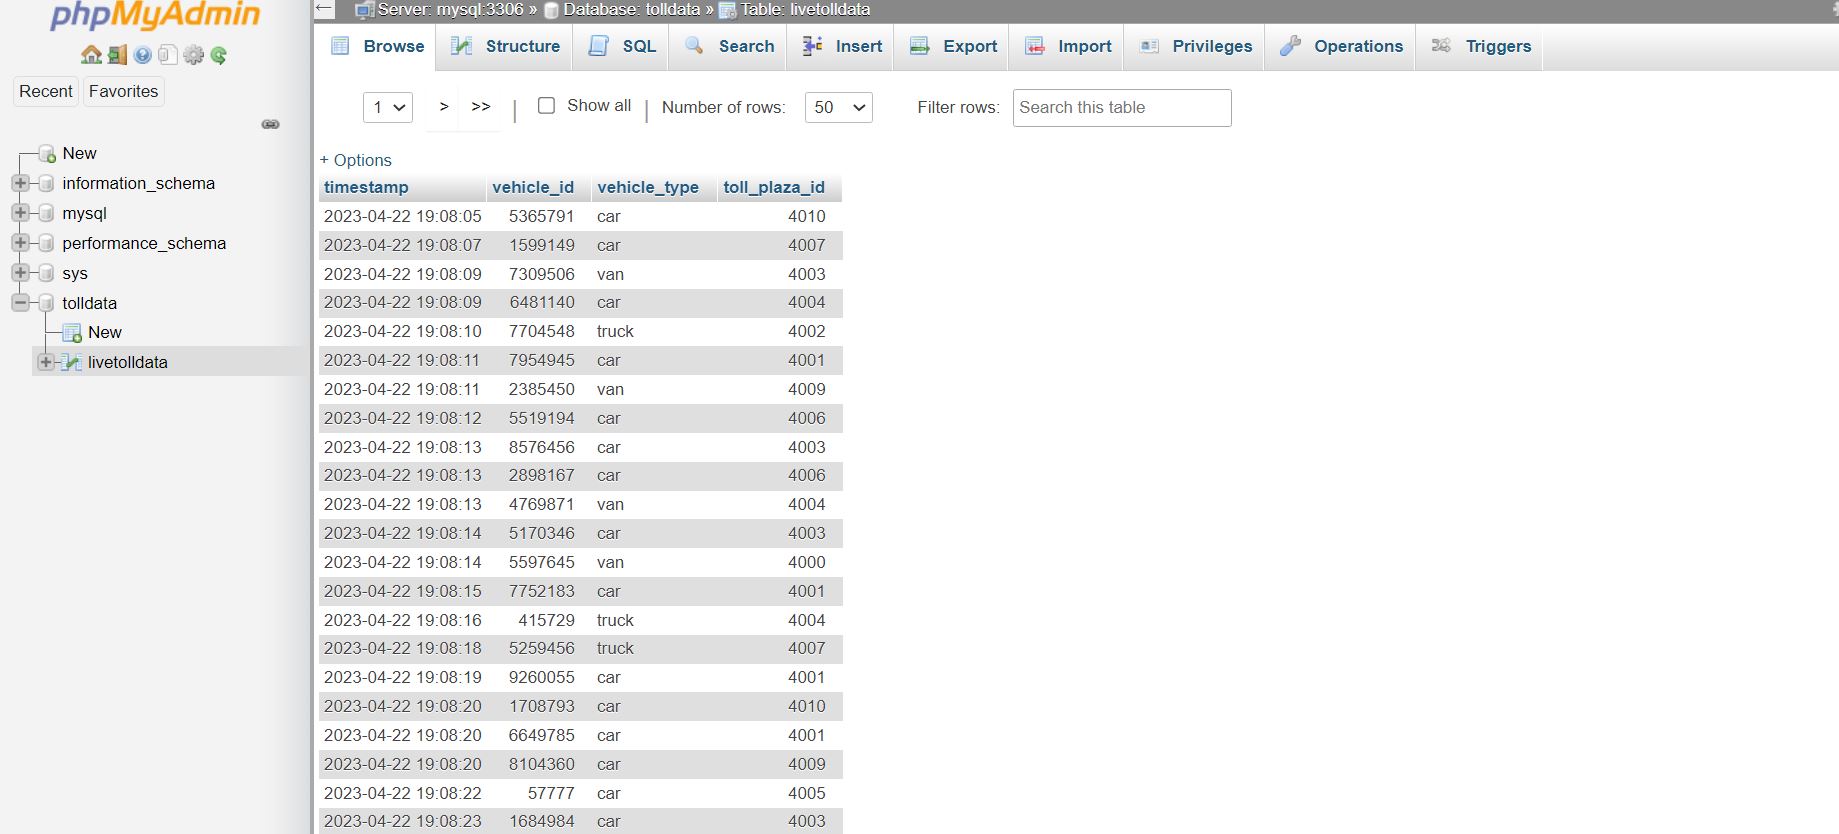 phpMyAdmin
Recent Favorites
New
information_schema
mysql
performance_schema
sys
tolldata
New
livetolldata
Server: mysql:3306 » Database: tolldata » Table: livetolldata
Browse Structure SQL Search Insert Export Import Privileges Operations Triggers
1 > >> | Show all | Number of rows: 50 Filter rows: Search this table
+ Options
timestamp vehicle_id vehicle_type toll_plaza_id
2023-04-22 19:08:05 5365791 car 4010
2023-04-22 19:08:07 1599149 car 4007
2023-04-22 19:08:09 7309506 van 4003
2023-04-22 19:08:09 6481140 car 4004
2023-04-22 19:08:10 7704548 truck 4002
2023-04-22 19:08:11 7954945 car 4001
2023-04-22 19:08:11 2385450 van 4009
2023-04-22 19:08:12 5519194 car 4006
2023-04-22 19:08:13 8576456 car 4003
2023-04-22 19:08:13 2898167 car 4006
2023-04-22 19:08:13 4769871 van 4004
2023-04-22 19:08:14 5170346 car 4003
2023-04-22 19:08:14 5597645 van 4000
2023-04-22 19:08:15 7752183 car 4001
2023-04-22 19:08:16 415729 truck 4004
2023-04-22 19:08:18 5259456 truck 4007
2023-04-22 19:08:19 9260055 car 4001
2023-04-22 19:08:20 1708793 car 4010
2023-04-22 19:08:20 6649785 car 4001
2023-04-22 19:08:20 8104360 car 4009
2023-04-22 19:08:22 57777 car 4005
2023-04-22 19:08:23 1684984 car 4003